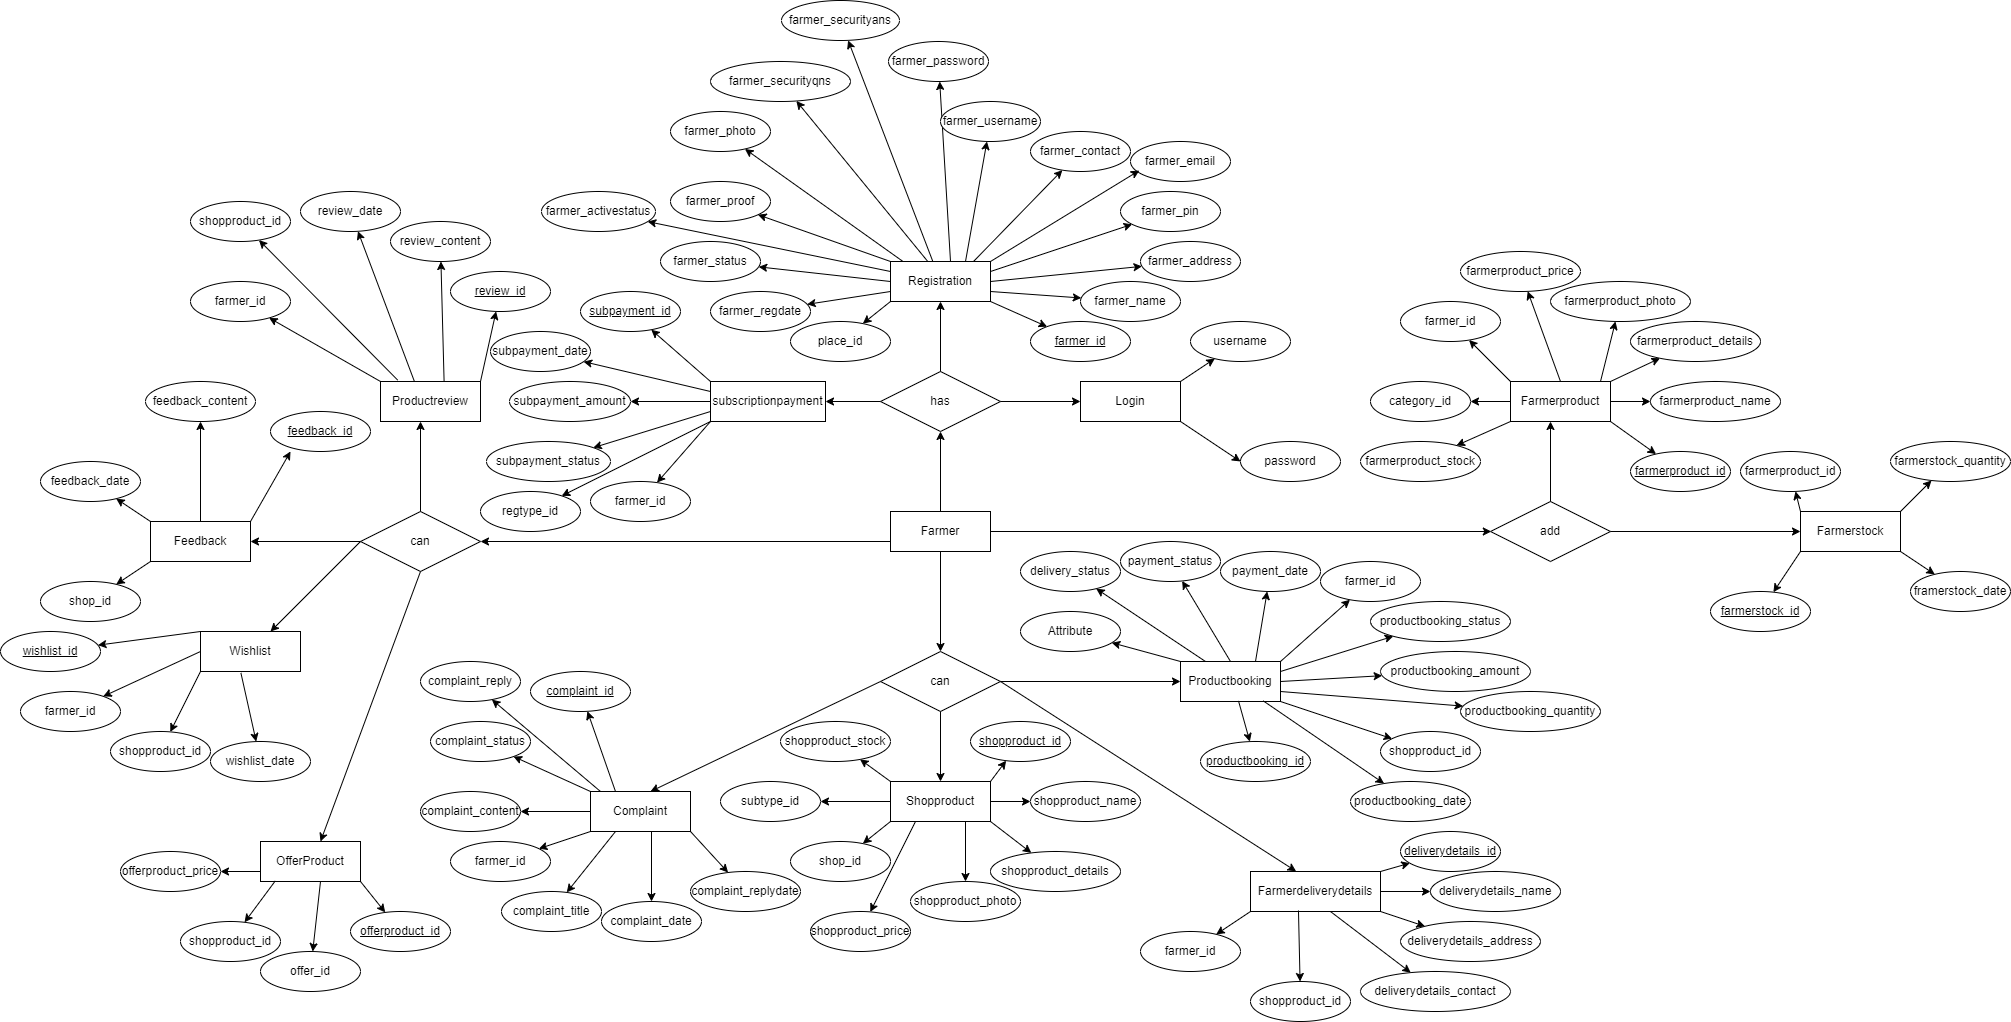 farmer_securityans
farmer_password
farmer_securityqns
farmer_username
farmer_photo
farmer_contact
farmer_email
farmer_proof
farmer_activestatus
farmer_pin
farmer_status
farmer_address
Registration
farmer_regdate
farmer_name
place_id
farmer_id
shopproduct_id
review_date
review_content
review_id
farmer_id
Productreview
subpayment_id
subpayment_date
subpayment_amount
subscriptionpayment
subpayment_status
regtype_id
farmer_id
has
Login
username
password
farmerproduct_price
farmerproduct_photo
farmer_id
farmerproduct_details
category_id
Farmerproduct
farmerproduct_name
farmerproduct_stock
farmerproduct_id
farmerproduct_id
farmerstock_quantity
add
Farmerstock
farmerstock_id
framerstock_date
feedback_content
feedback_id
feedback_date
Feedback
shop_id
can
Farmer
wishlist_id
Wishlist
farmer_id
shopproduct_id
wishlist_date
delivery_status
payment_status
payment_date
farmer_id
Attribute
productbooking_status
Productbooking
productbooking_amount
productbooking_quantity
productbooking_id
shopproduct_id
productbooking_date
can
complaint_reply
complaint_id
complaint_status
complaint_content
Complaint
farmer_id
complaint_title
complaint_date
complaint_replydate
shopproduct_stock
shopproduct_id
subtype_id
Shopproduct
shopproduct_name
shop_id
shopproduct_details
shopproduct_photo
shopproduct_price
OfferProduct
offerproduct_price
shopproduct_id
offerproduct_id
offer_id
deliverydetails_id
Farmerdeliverydetails
deliverydetails_name
farmer_id
deliverydetails_address
shopproduct_id
deliverydetails_contact